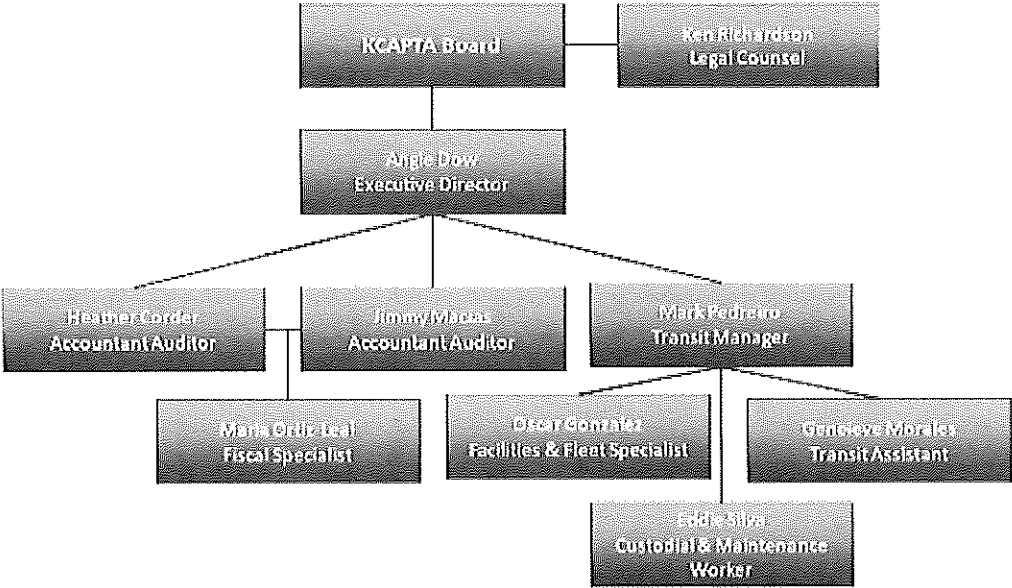 KCAPTA Board
Ken Richardson
Legal Counsel
Angie Dow
Executive Director
Heather Corder
Accountant Auditor
Jimmy Macias
Accountant Auditor
Mark Pedreiro
Transit Manager
Maria Ortiz-Leal
Fiscal Specialist
Oscar Gonzalez
Facilities & Fleet Specialist
Genevieve Morales
Transit Assistant
Eddie Silva
Custodial & Maintenance
Worker